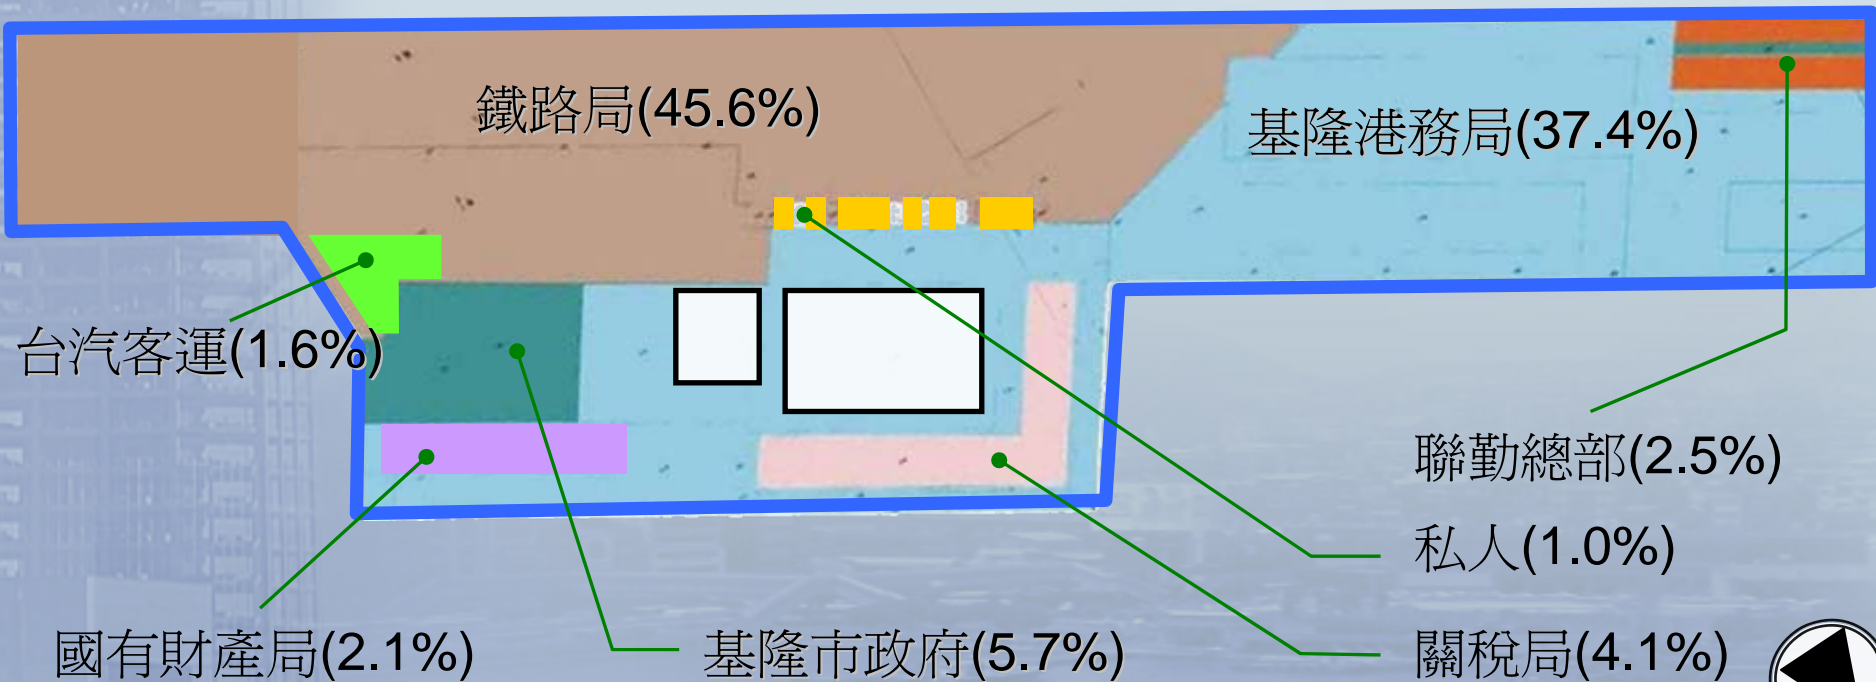 鐵路局(45.6%)
基隆港務局(37.4%)
台汽客運(1.6%)
聯勤總部(2.5%)
私人(1.0%)
國有財產局(2.1%)
基隆市政府(5.7%)
關稅局(4.1%)